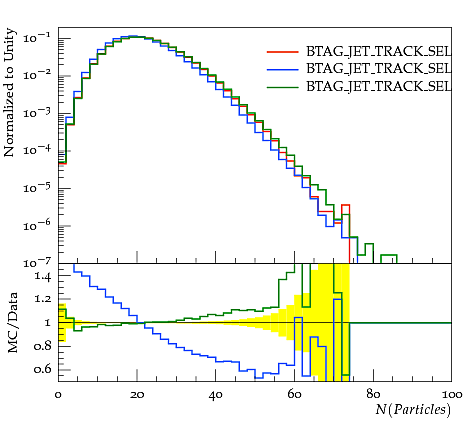 Normalized to Unity
10−1
10−2
10−3
10−4
10−5
10−6
10−7
BTAG_JET_TRACK_SEL
BTAG_JET_TRACK_SEL
BTAG_JET_TRACK_SEL
MC/Data
1.4
1.2
1
0.8
0.6
0 20 40 60 80 100
N(Particles)